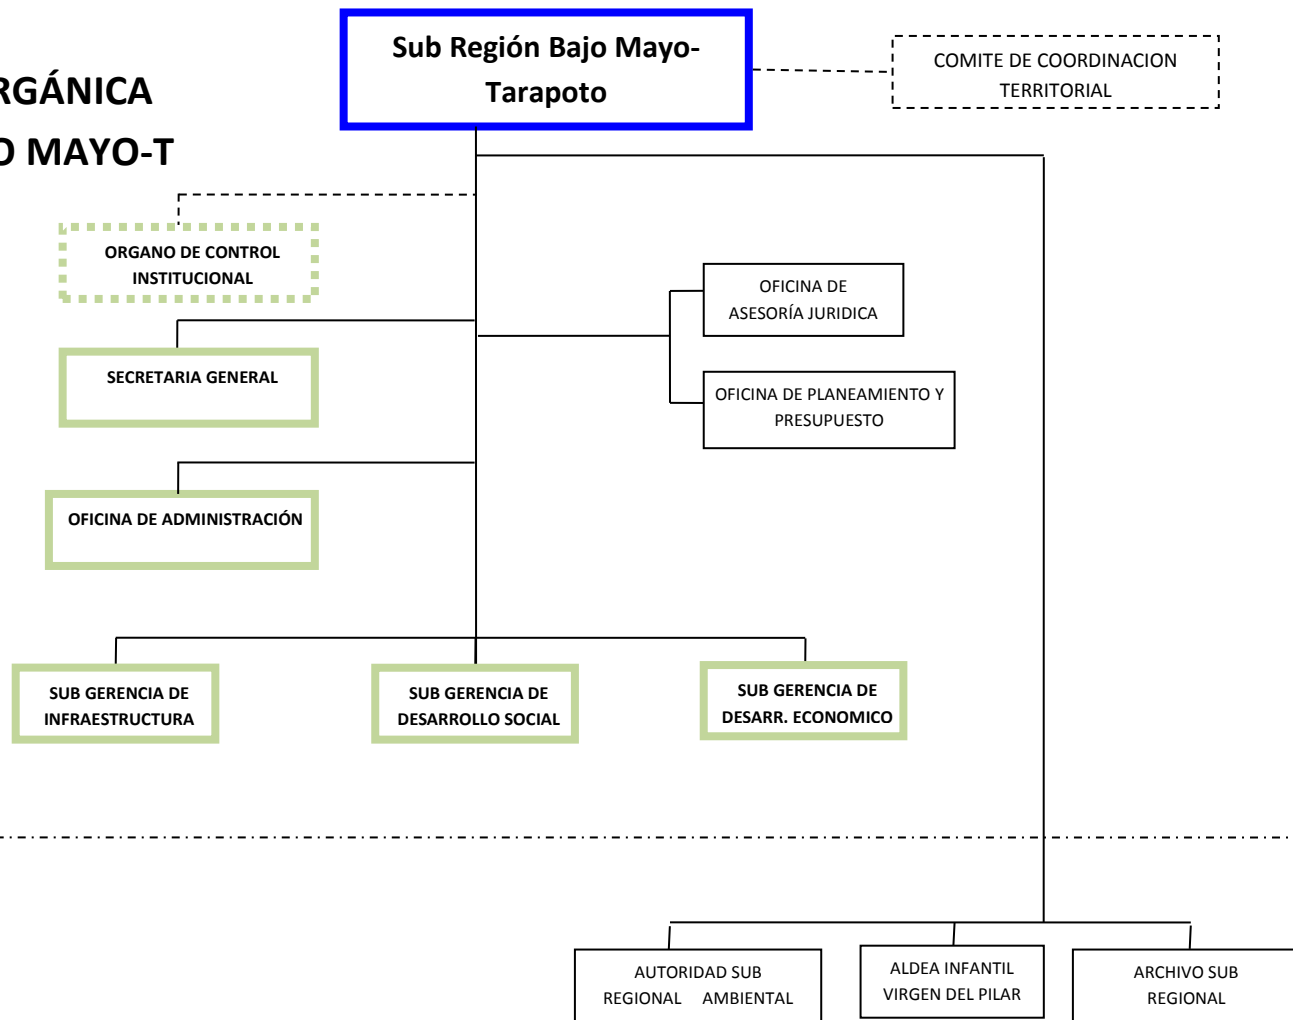 Sub Región Bajo Mayo-
Tarapoto
COMITE DE COORDINACION
TERRITORIAL
RGÁNICA
O MAYO-T
ORGANO DE CONTROL
INSTITUCIONAL
OFICINA DE
ASESORÍA JURIDICA
SECRETARIA GENERAL
OFICINA DE PLANEAMIENTO Y
PRESUPUESTO
OFICINA DE ADMINISTRACIÓN
SUB GERENCIA DE
INFRAESTRUCTURA
SUB GERENCIA DE
DESARROLLO SOCIAL
SUB GERENCIA DE
DESARR. ECONOMICO
AUTORIDAD SUB
REGIONAL AMBIENTAL
ALDEA INFANTIL
VIRGEN DEL PILAR
ARCHIVO SUB
REGIONAL